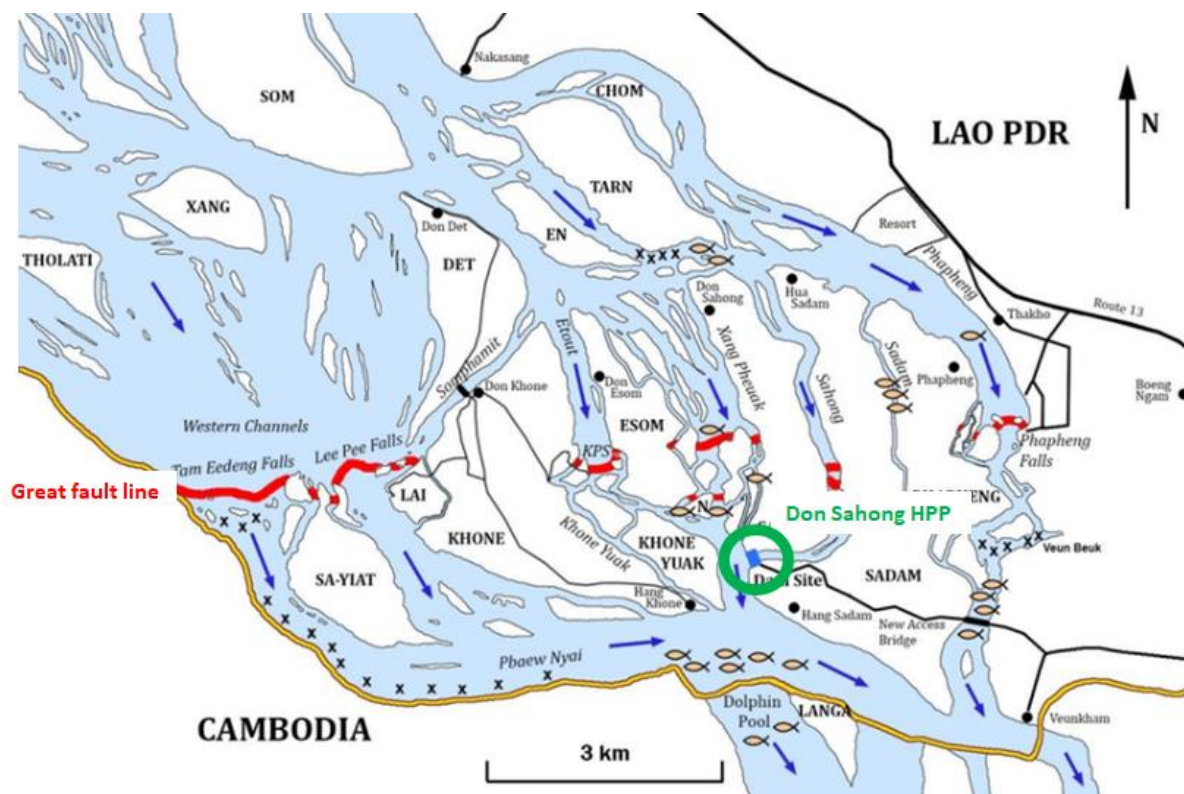 Nakasang
SOM
CHOM
LAO PDR
N
TARN
XANG
Resort
Don Det
EN
Phapheng
THOLATI
DET
Don
Sahong
Hua
Sadam
Route 13
Thakho
Etout
Xang Pheuak
Sahong
Sadam
Somphamit
Don Khone
Don
Esom
Phapheng
Boeng
Ngam
ESOM
Western Channels
Lee Pee Falls
KPS
Phapheng
Falls
Tam Eedeng Falls
Great fault line
LAI
ENG
N
Don Sahong HPP
KHONE
Khone Yuak
KHONE
YUAK
X X X X X
Veun Beuk
X X X
X X X X
SA-YIAT
Dam Site
SADAM
Hang
Khone
Hang Sadam
New Access
Bridge
Pbaew Nyai
X X X X X X X X X X X
CAMBODIA
Dolphin
Pool
LANGA
Veunkham
3 km